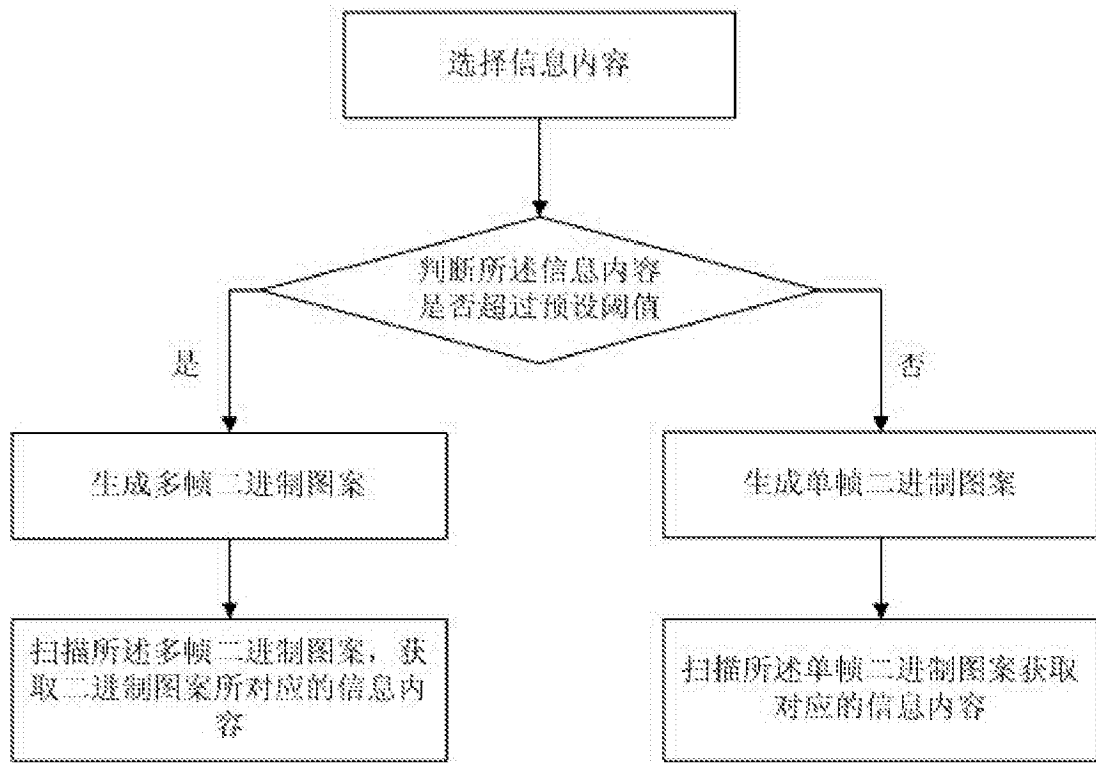 选择信息内容
判断所述信息内容
是否超过预设阈值
是
否
生成多帧二进制图案
生成单帧二进制图案
扫描所述多帧二进制图案，获
取二进制图案所对应的信息内
容
扫描所述单帧二进制图案获取
对应的信息内容